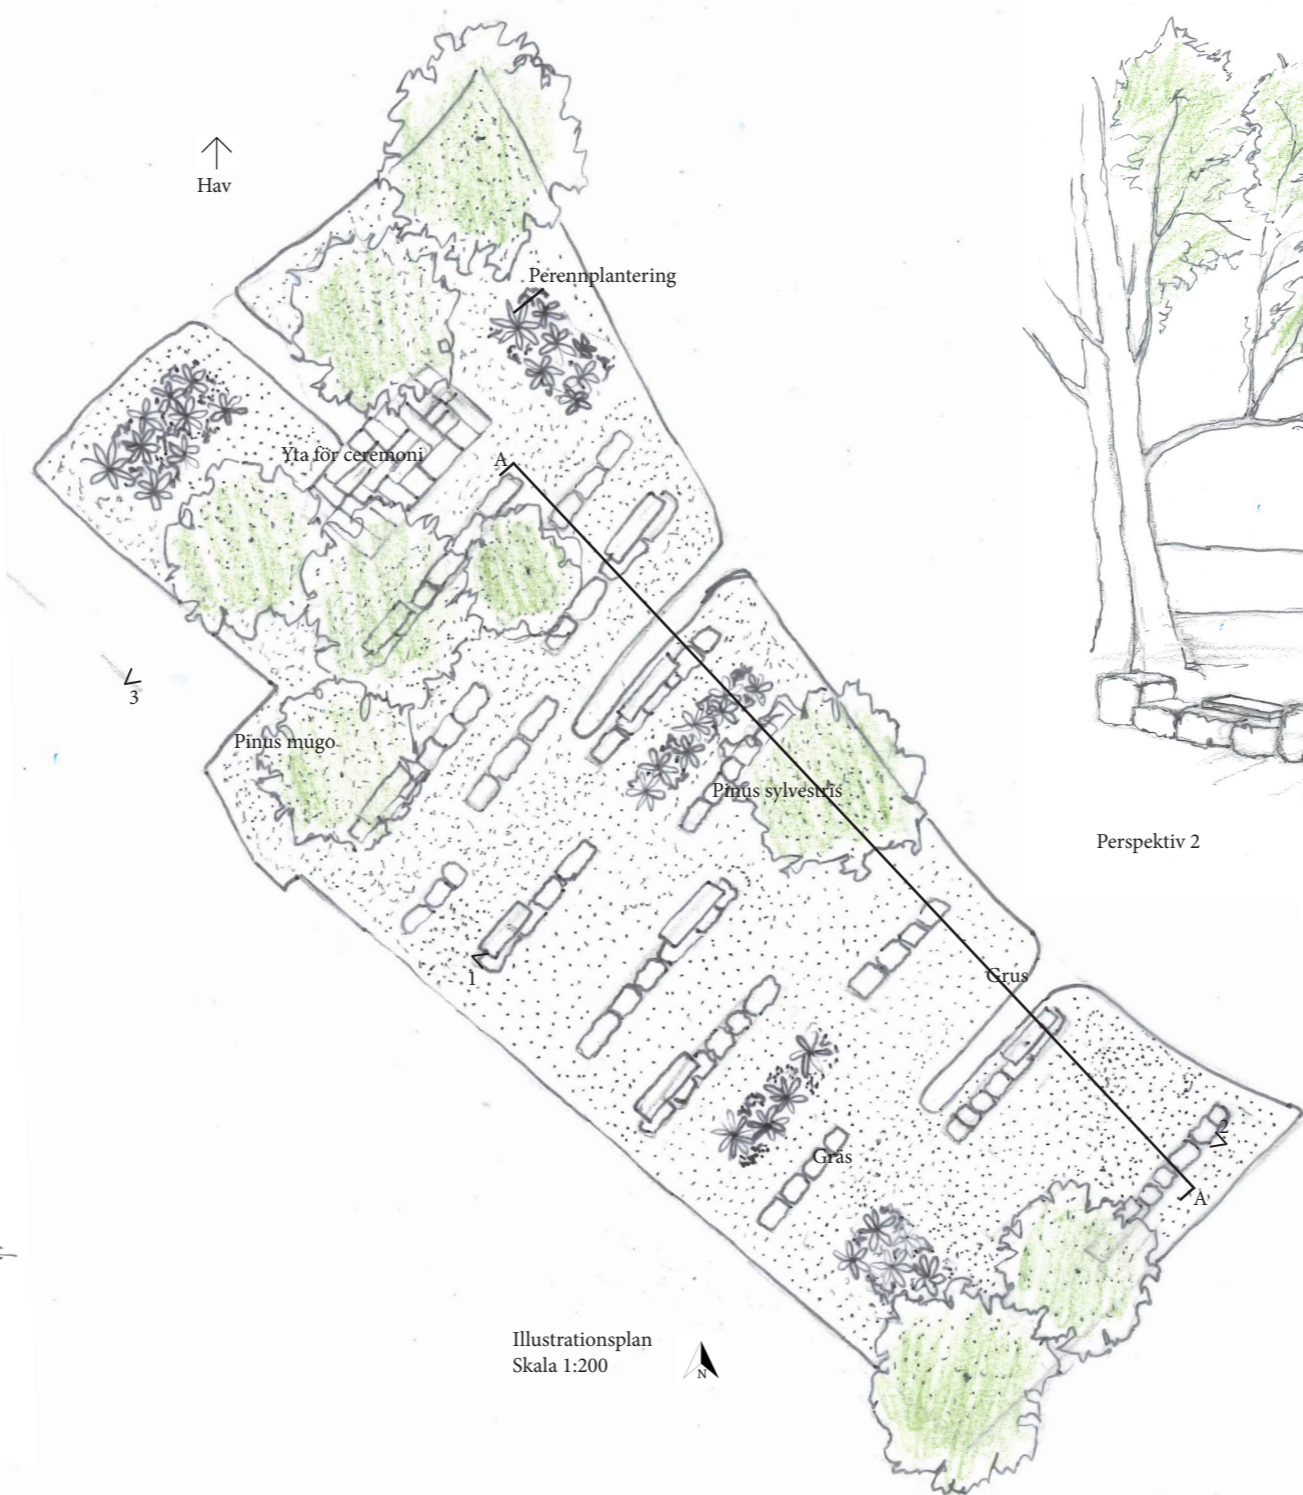 Hav
Perennplantering
Yta för ceremoni
A
3
Pinus mugo
Pinus sylvestris
Perspektiv 2
1
Grus
2
Gräs
A
Illustrationsplan
Skala 1:200
N